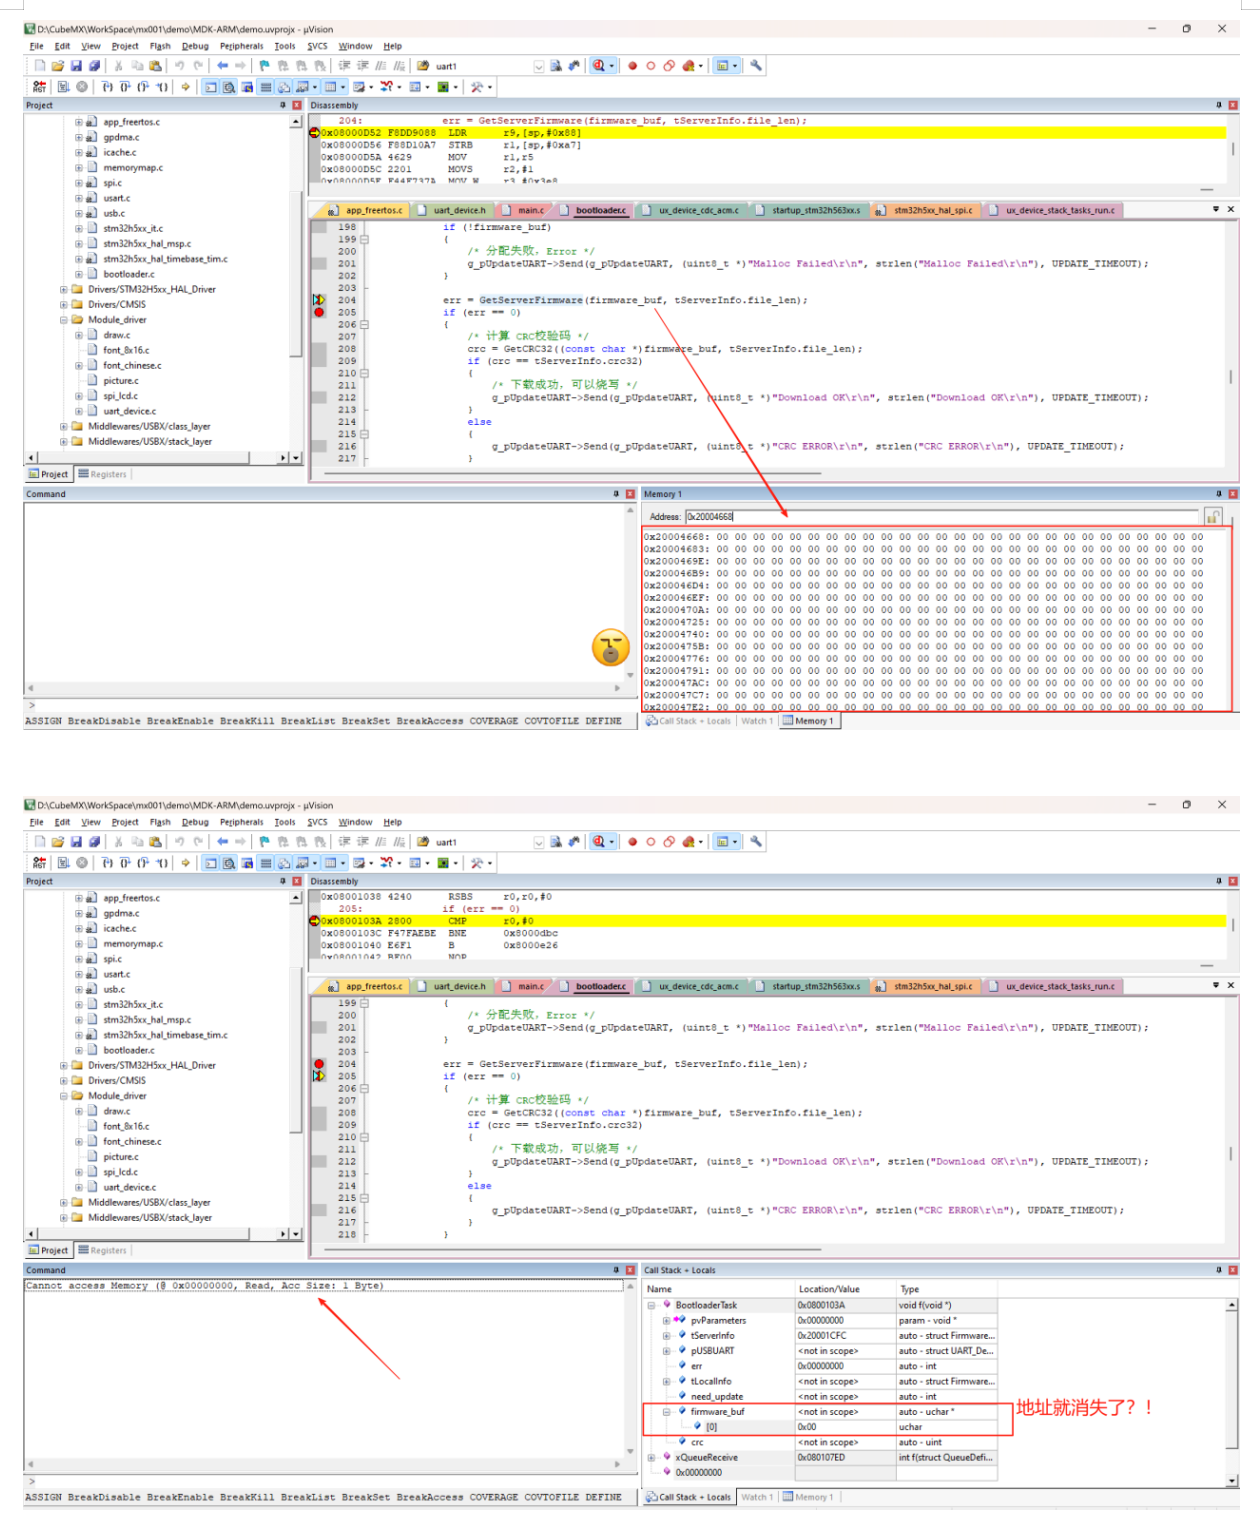 D:\CubeMX\WorkSpace\mx001\demo\MDK-ARM\demo.uvprojx - µVision
File Edit View Project Flash Debug Peripherals Tools SVCS Window Help
uart1
Project
Disassembly
app_freertos.c
gpdma.c
icache.c
memorymap.c
spi.c
usart.c
usb.c
stm32h5xx_it.c
stm32h5xx_hal_msp.c
stm32h5xx_hal_timebase_tim.c
bootloader.c
Drivers/STM32H5xx_HAL_Driver
Drivers/CMSIS
Module_driver
draw.c
font_8x16.c
font_chinese.c
picture.c
spi_lcd.c
uart_device.c
Middlewares/USBX/class_layer
Middlewares/USBX/stack_layer
Project Registers
204: err = GetServerFirmware(firmware_buf, tServerInfo.file_len);
0x08000D52 F8DD9088 LDR r9,[sp,#0x88]
0x08000D56 F88D10A7 STRB r1,[sp,#0xa7]
0x08000D5A 4629 MOV r1,r5
0x08000D5C 2201 MOVS r2,#1
0x08000D5E F44F737A MOV.W r3,#0x3e8
app_freertos.c uart_device.h main.c bootloader.c ux_device_cdc_acm.c startup_stm32h563xx.s stm32h5xx_hal_spi.c ux_device_stack_tasks_run.c
198 if (!firmware_buf)
199 {
200 /* 分配失败, Error */
201 g_pUpdateUART->Send(g_pUpdateUART, (uint8_t *)"Malloc Failed\r\n", strlen("Malloc Failed\r\n"), UPDATE_TIMEOUT);
202 }
203
204 err = GetServerFirmware(firmware_buf, tServerInfo.file_len);
205 if (err == 0)
206 {
207 /* 计算 CRC校验码 */
208 crc = GetCRC32((const char *)firmware_buf, tServerInfo.file_len);
209 if (crc == tServerInfo.crc32)
210 {
211 /* 下载成功, 可以烧写 */
212 g_pUpdateUART->Send(g_pUpdateUART, (uint8_t *)"Download OK\r\n", strlen("Download OK\r\n"), UPDATE_TIMEOUT);
213 }
214 else
215 {
216 g_pUpdateUART->Send(g_pUpdateUART, (uint8_t *)"CRC ERROR\r\n", strlen("CRC ERROR\r\n"), UPDATE_TIMEOUT);
217 }
Command
>
ASSIGN BreakDisable BreakEnable BreakKill BreakList BreakSet BreakAccess COVERAGE COVTOFILE DEFINE
Memory 1
Address: 0x20004668
0x20004668: 00 00 00 00 00 00 00 00 00 00 00 00 00 00 00 00 00 00 00 00 00 00 00 00 00 00 00
0x20004683: 00 00 00 00 00 00 00 00 00 00 00 00 00 00 00 00 00 00 00 00 00 00 00 00 00 00 00
0x2000469E: 00 00 00 00 00 00 00 00 00 00 00 00 00 00 00 00 00 00 00 00 00 00 00 00 00 00 00
0x200046B9: 00 00 00 00 00 00 00 00 00 00 00 00 00 00 00 00 00 00 00 00 00 00 00 00 00 00 00
0x200046D4: 00 00 00 00 00 00 00 00 00 00 00 00 00 00 00 00 00 00 00 00 00 00 00 00 00 00 00
0x200046EF: 00 00 00 00 00 00 00 00 00 00 00 00 00 00 00 00 00 00 00 00 00 00 00 00 00 00 00
0x2000470A: 00 00 00 00 00 00 00 00 00 00 00 00 00 00 00 00 00 00 00 00 00 00 00 00 00 00 00
0x20004725: 00 00 00 00 00 00 00 00 00 00 00 00 00 00 00 00 00 00 00 00 00 00 00 00 00 00 00
0x20004740: 00 00 00 00 00 00 00 00 00 00 00 00 00 00 00 00 00 00 00 00 00 00 00 00 00 00 00
0x2000475B: 00 00 00 00 00 00 00 00 00 00 00 00 00 00 00 00 00 00 00 00 00 00 00 00 00 00 00
0x20004776: 00 00 00 00 00 00 00 00 00 00 00 00 00 00 00 00 00 00 00 00 00 00 00 00 00 00 00
0x20004791: 00 00 00 00 00 00 00 00 00 00 00 00 00 00 00 00 00 00 00 00 00 00 00 00 00 00 00
0x200047AC: 00 00 00 00 00 00 00 00 00 00 00 00 00 00 00 00 00 00 00 00 00 00 00 00 00 00 00
0x200047C7: 00 00 00 00 00 00 00 00 00 00 00 00 00 00 00 00 00 00 00 00 00 00 00 00 00 00 00
0x200047E2: 00 00 00 00 00 00 00 00 00 00 00 00 00 00 00 00 00 00 00 00 00 00 00 00 00 00 00
Call Stack + Locals Watch 1 Memory 1
D:\CubeMX\WorkSpace\mx001\demo\MDK-ARM\demo.uvprojx - µVision
File Edit View Project Flash Debug Peripherals Tools SVCS Window Help
uart1
Project
Disassembly
app_freertos.c
gpdma.c
icache.c
memorymap.c
spi.c
usart.c
usb.c
stm32h5xx_it.c
stm32h5xx_hal_msp.c
stm32h5xx_hal_timebase_tim.c
bootloader.c
Drivers/STM32H5xx_HAL_Driver
Drivers/CMSIS
Module_driver
draw.c
font_8x16.c
font_chinese.c
picture.c
spi_lcd.c
uart_device.c
Middlewares/USBX/class_layer
Middlewares/USBX/stack_layer
Project Registers
0x08001038 4240 RSBS r0,r0,#0
205: if (err == 0)
0x0800103A 2800 CMP r0,#0
0x0800103C F47FAEBE BNE 0x8000dbc
0x08001040 E6F1 B 0x8000e26
0x08001042 BF00 NOP
app_freertos.c uart_device.h main.c bootloader.c ux_device_cdc_acm.c startup_stm32h563xx.s stm32h5xx_hal_spi.c ux_device_stack_tasks_run.c
199 {
200 /* 分配失败, Error */
201 g_pUpdateUART->Send(g_pUpdateUART, (uint8_t *)"Malloc Failed\r\n", strlen("Malloc Failed\r\n"), UPDATE_TIMEOUT);
202 }
203
204 err = GetServerFirmware(firmware_buf, tServerInfo.file_len);
205 if (err == 0)
206 {
207 /* 计算 CRC校验码 */
208 crc = GetCRC32((const char *)firmware_buf, tServerInfo.file_len);
209 if (crc == tServerInfo.crc32)
210 {
211 /* 下载成功, 可以烧写 */
212 g_pUpdateUART->Send(g_pUpdateUART, (uint8_t *)"Download OK\r\n", strlen("Download OK\r\n"), UPDATE_TIMEOUT);
213 }
214 else
215 {
216 g_pUpdateUART->Send(g_pUpdateUART, (uint8_t *)"CRC ERROR\r\n", strlen("CRC ERROR\r\n"), UPDATE_TIMEOUT);
217 }
218 }
Command
Cannot access Memory (@ 0x00000000, Read, Acc Size: 1 Byte)
>
ASSIGN BreakDisable BreakEnable BreakKill BreakList BreakSet BreakAccess COVERAGE COVTOFILE DEFINE
Call Stack + Locals
Name Location/Value Type
BootloaderTask 0x0800103A void f(void *)
pvParameters 0x00000000 param - void *
tServerInfo 0x20001CFC auto - struct Firmware...
pUSBUART <not in scope> auto - struct UART_De...
err 0x00000000 auto - int
tLocalInfo <not in scope> auto - struct Firmware...
need_update <not in scope> auto - int
firmware_buf <not in scope> auto - uchar *
[0] 0x00 uchar
crc <not in scope> auto - uint
xQueueReceive 0x080107ED int f(struct QueueDefi...
0x00000000
地址就消失了？！
Call Stack + Locals Watch 1 Memory 1